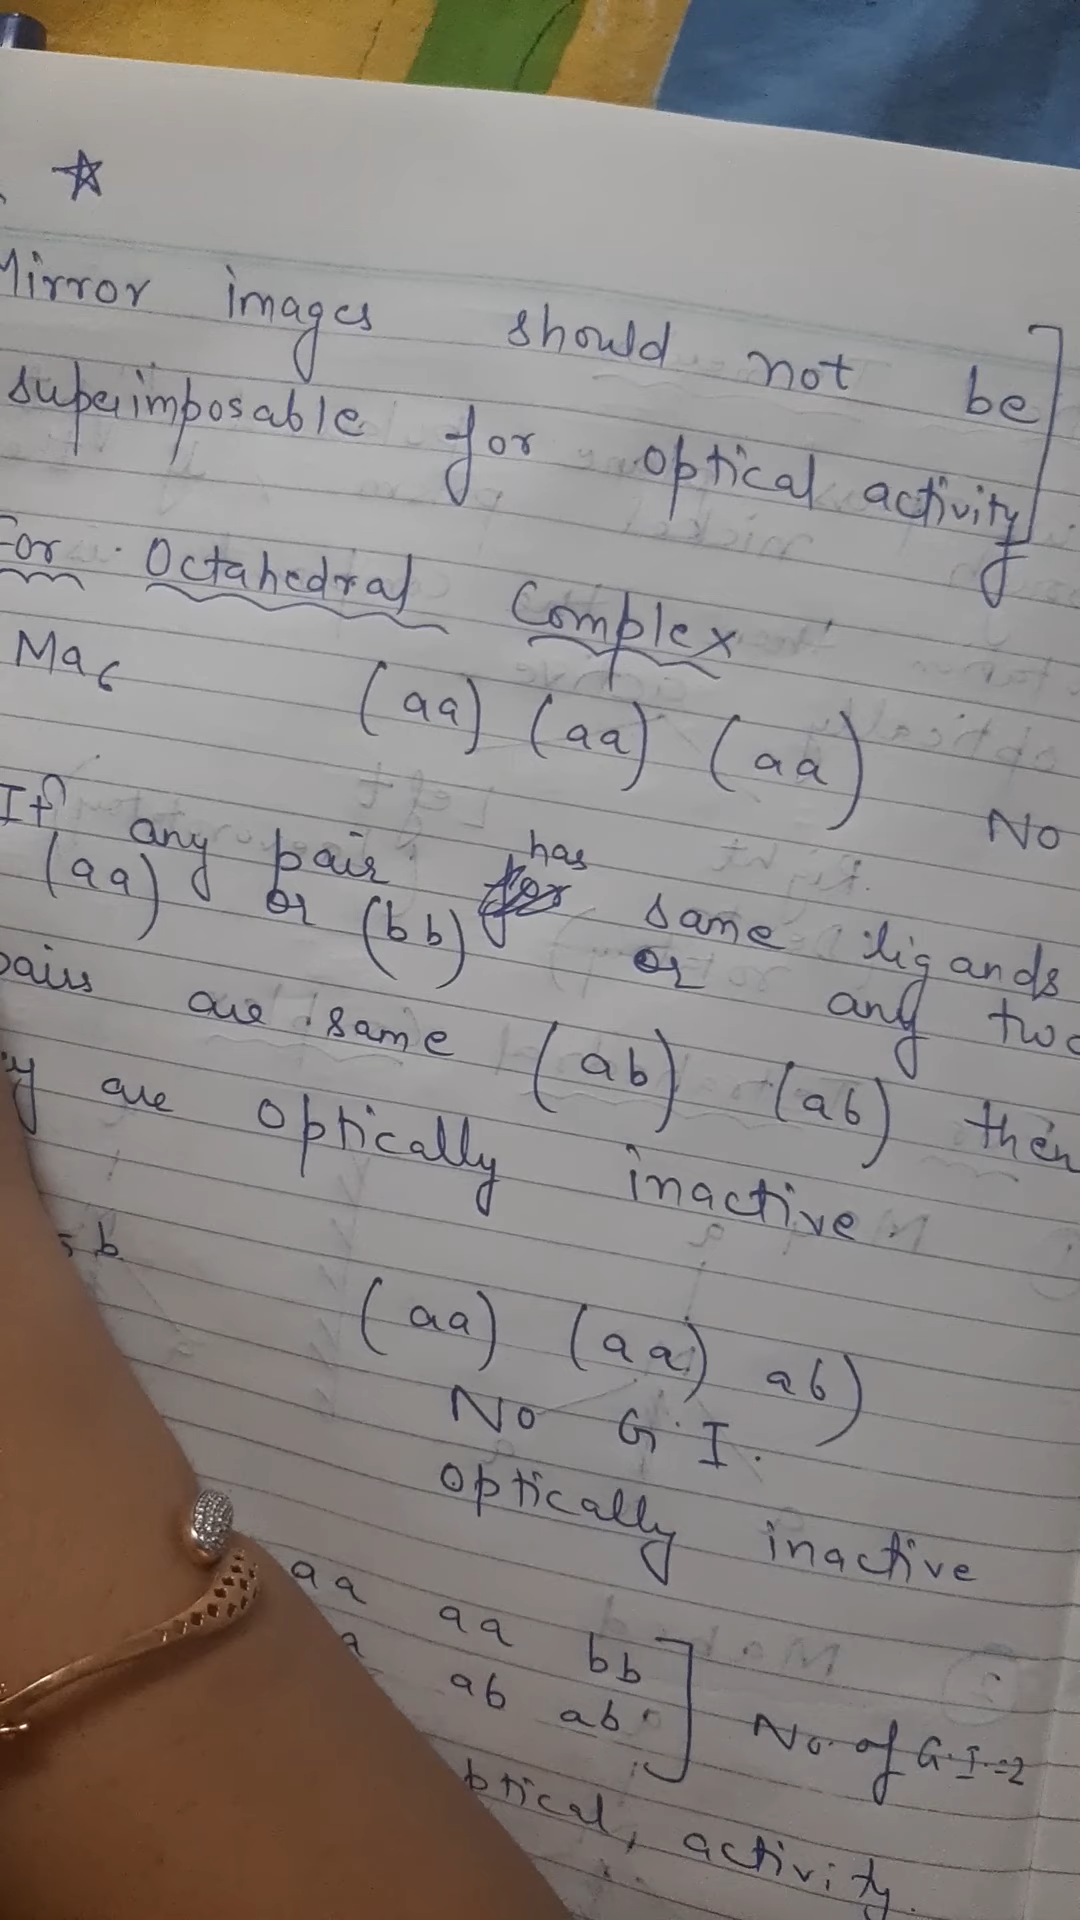 Mirror images should not be
superimposable for optical activity
For Octahedral Complex
Ma6 (aa) (aa) (aa) No
If any pair has same ligands
(aa) or (bb) or any two
pairs are same (ab) (ab) then
are optically inactive
5 b
(aa) (aa) ab)
No G.I.
optically inactive
aa aa bb
a ab ab
No. of G.I.=2
ptical activity.